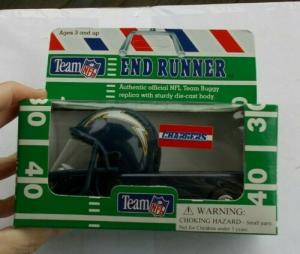 Ages 3 and up
Team NFL END RUNNER
Authentic official NFL Team Buggy
replica with sturdy die-cast body.
CHARGERS
30
40
30
40
Team NFL
WARNING:
CHOKING HAZARD—Small parts.
Not for Children under 3 years.